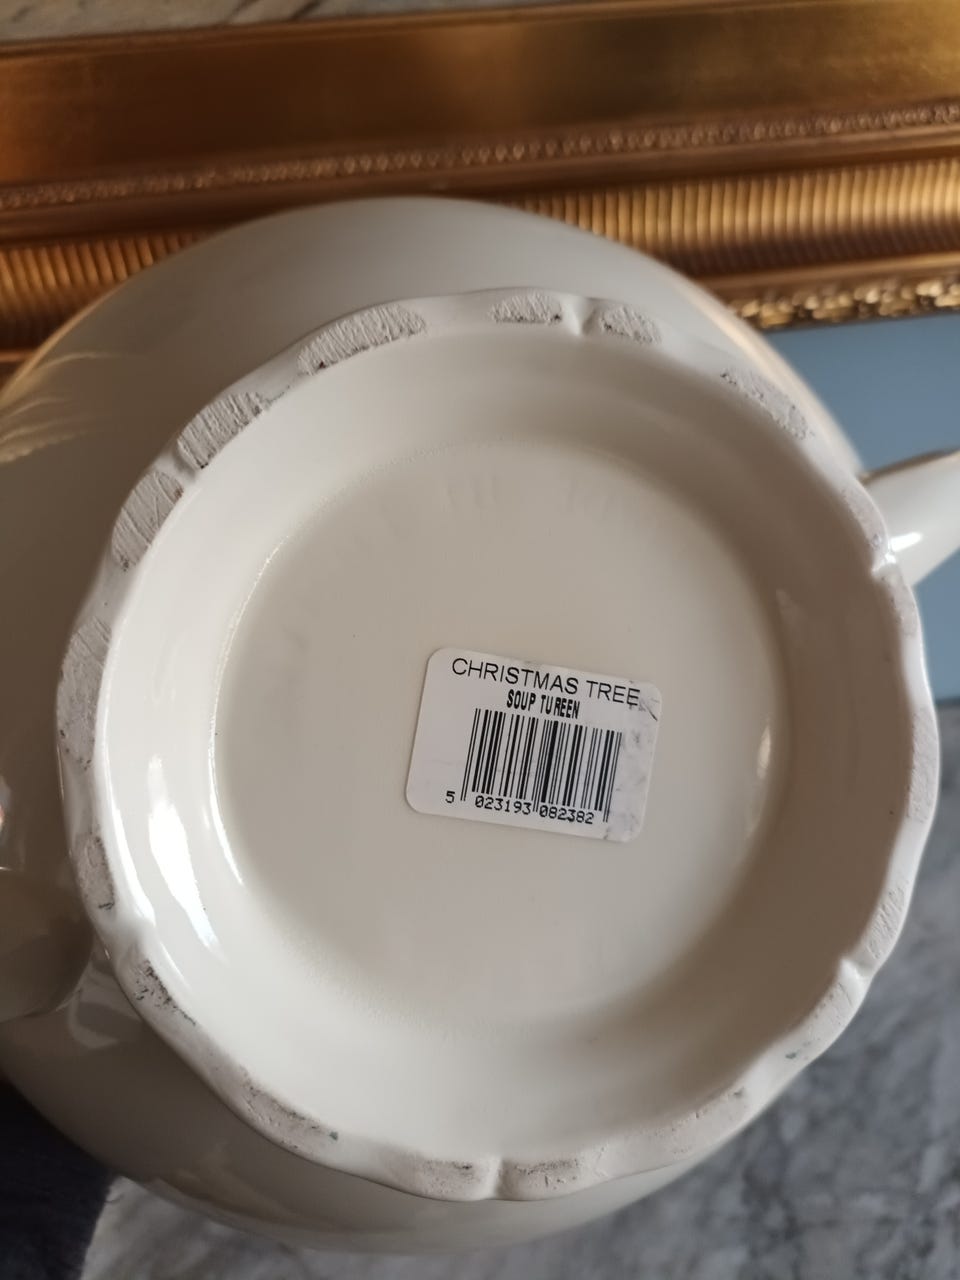 CHRISTMAS TREE
SOUP TUREEN
5 023193 082382